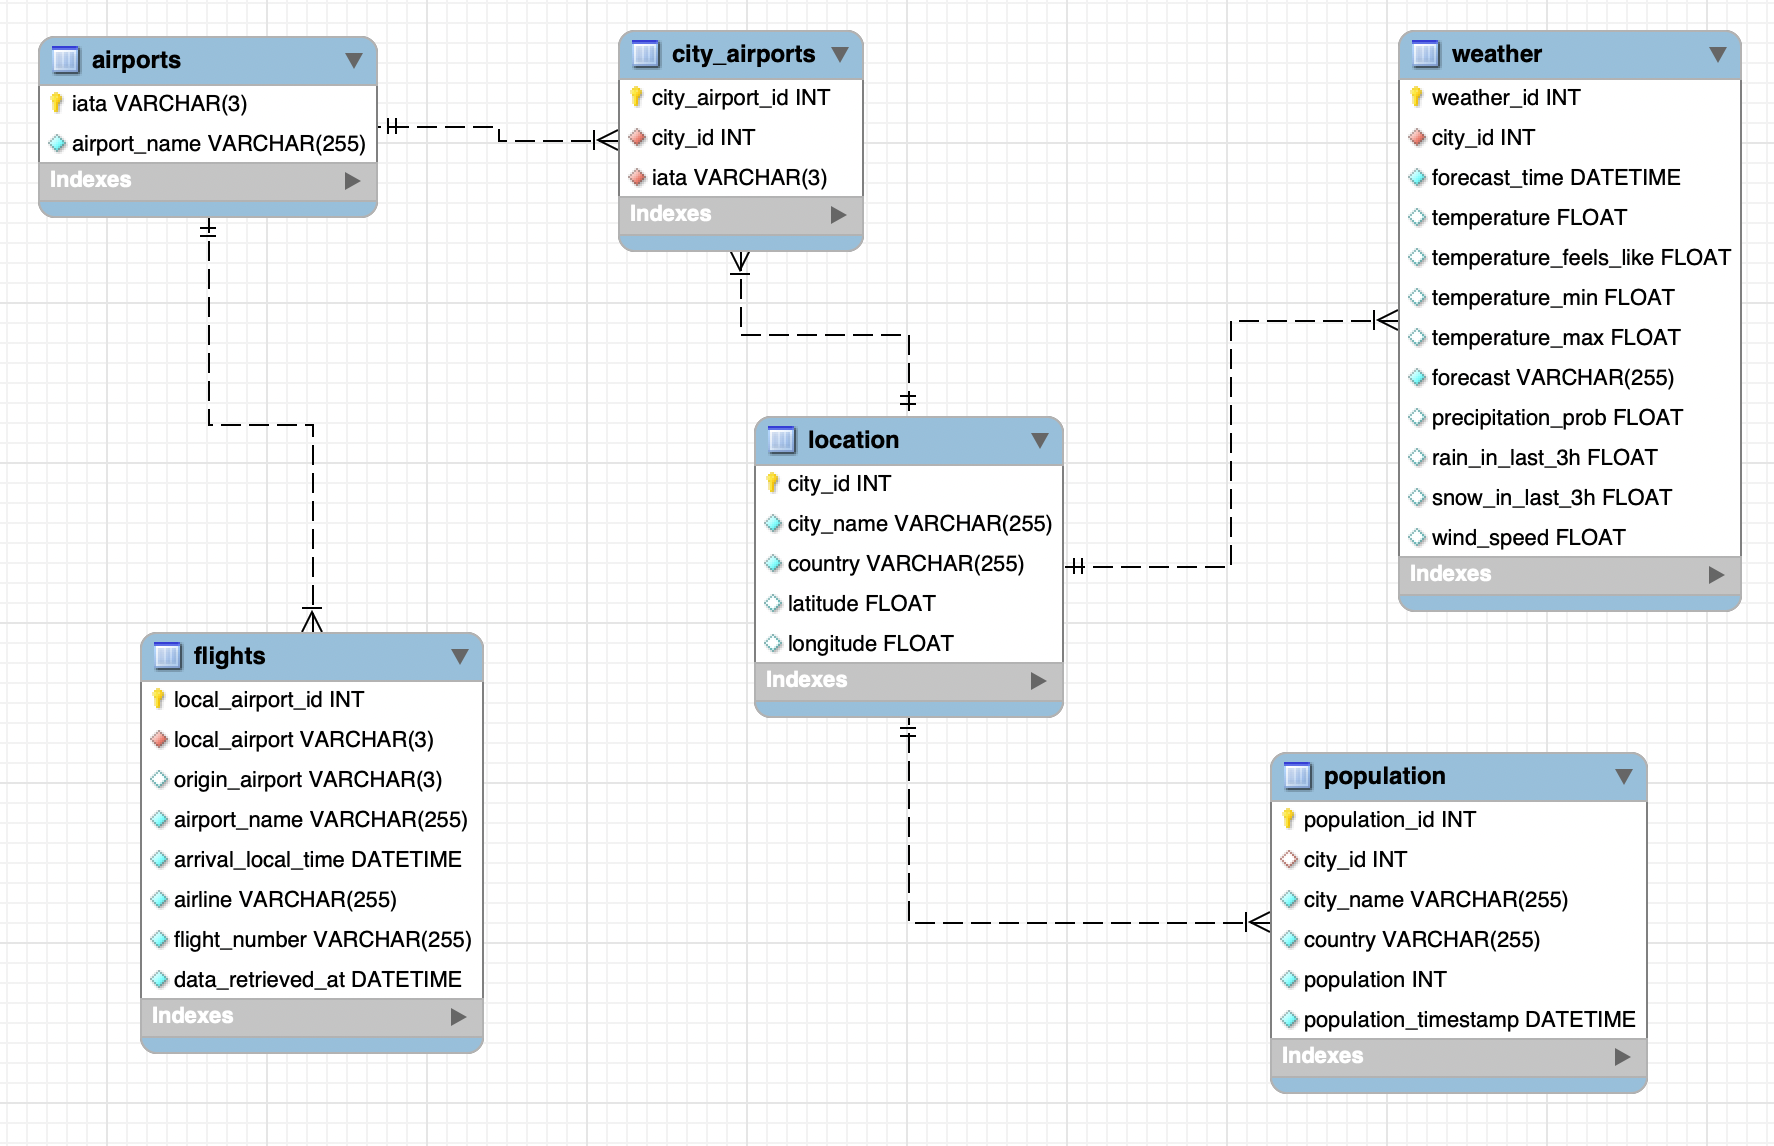 airports
iata VARCHAR(3)
airport_name VARCHAR(255)
Indexes
city_airports
city_airport_id INT
city_id INT
iata VARCHAR(3)
Indexes
weather
weather_id INT
city_id INT
forecast_time DATETIME
temperature FLOAT
temperature_feels_like FLOAT
temperature_min FLOAT
temperature_max FLOAT
forecast VARCHAR(255)
precipitation_prob FLOAT
rain_in_last_3h FLOAT
snow_in_last_3h FLOAT
wind_speed FLOAT
Indexes
location
city_id INT
city_name VARCHAR(255)
country VARCHAR(255)
latitude FLOAT
longitude FLOAT
Indexes
flights
local_airport_id INT
local_airport VARCHAR(3)
origin_airport VARCHAR(3)
airport_name VARCHAR(255)
arrival_local_time DATETIME
airline VARCHAR(255)
flight_number VARCHAR(255)
data_retrieved_at DATETIME
Indexes
population
population_id INT
city_id INT
city_name VARCHAR(255)
country VARCHAR(255)
population INT
population_timestamp DATETIME
Indexes